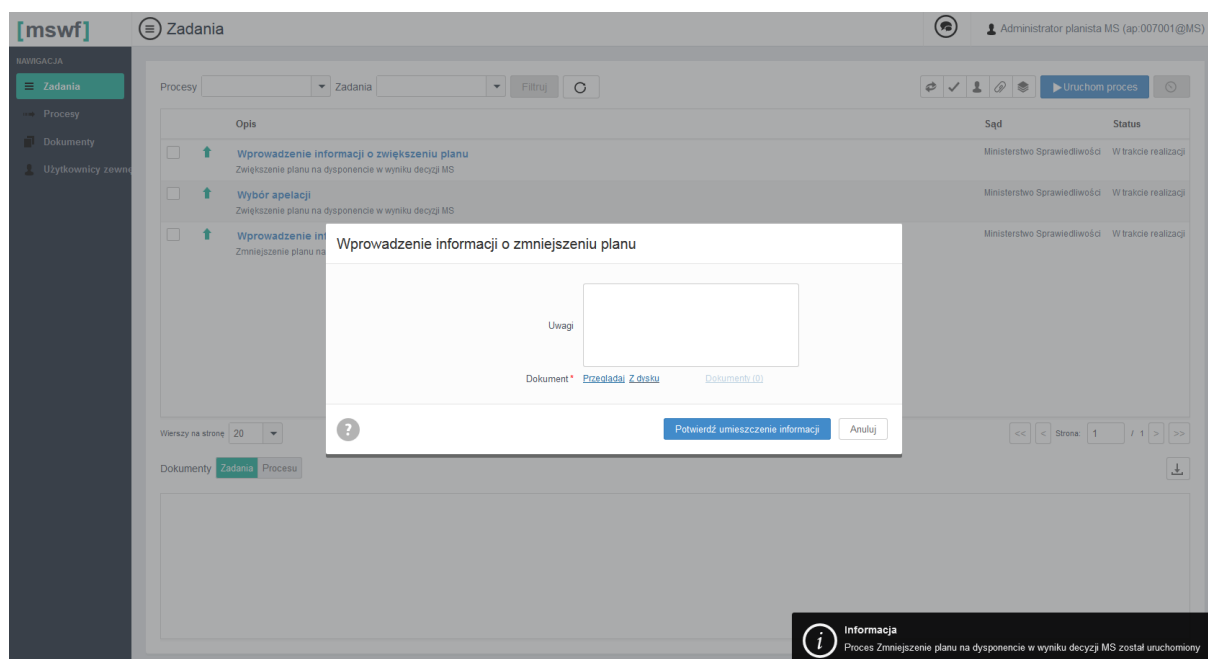 [mswf]
Zadania
Administrator planista MS (ap:007001@MS)
NAWIGACJA
Zadania
Procesy
Dokumenty
Użytkownicy zewnę
Procesy
Zadania
Filtruj
Uruchom proces
Opis
Sąd
Status
Wprowadzenie informacji o zwiększeniu planu
Zwiększenie planu na dysponencie w wyniku decyzji MS
Ministerstwo Sprawiedliwości
W trakcie realizacji
Wybór apelacji
Zwiększenie planu na dysponencie w wyniku decyzji MS
Ministerstwo Sprawiedliwości
W trakcie realizacji
Wprowadzenie inf
Zmniejszenie planu na
Ministerstwo Sprawiedliwości
W trakcie realizacji
Wprowadzenie informacji o zmniejszeniu planu
Uwagi
Dokument *
Przeglądaj
Z dysku
Dokumenty (0)
?
Potwierdź umieszczenie informacji
Anuluj
Wierszy na stronę
20
<<
<
Strona:
1
/ 1
>
>>
Dokumenty
Zadania
Procesu
Informacja
Proces Zmniejszenie planu na dysponencie w wyniku decyzji MS został uruchomiony